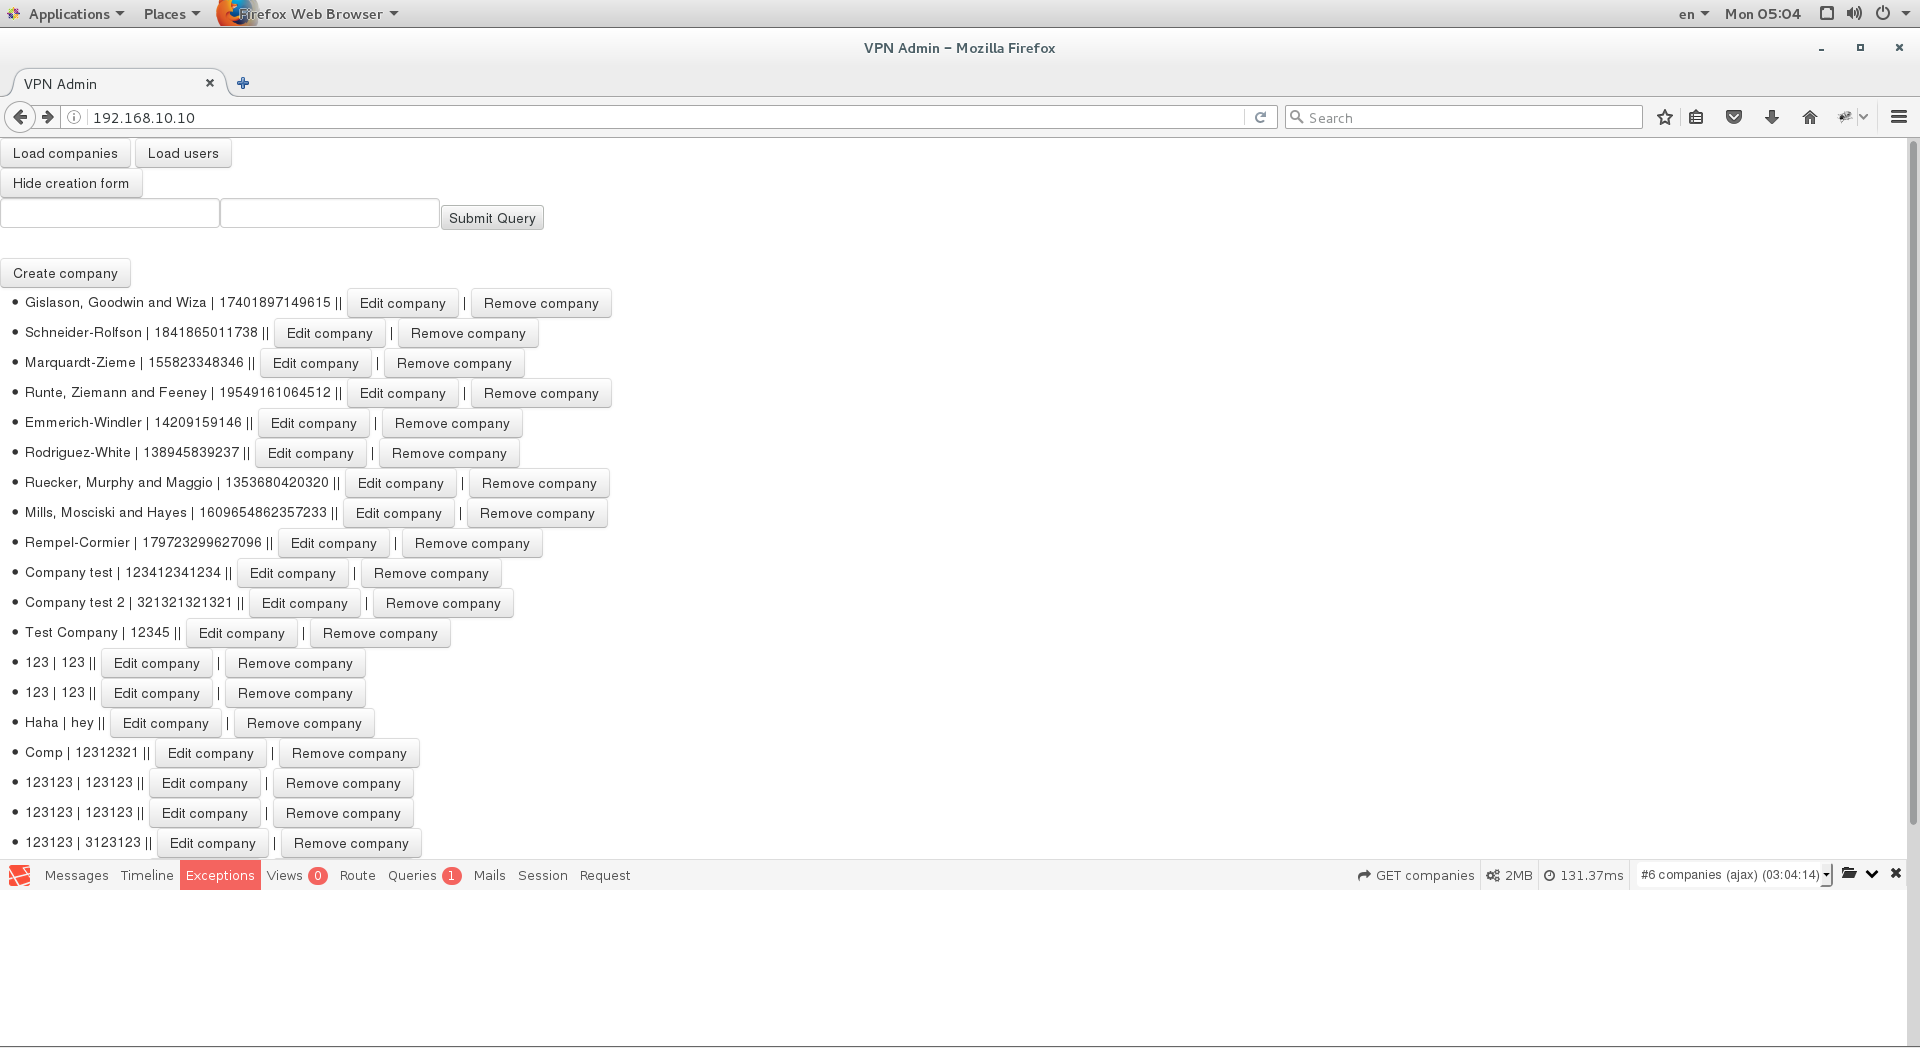 Applications Places Firefox Web Browser en Mon 05:04
VPN Admin – Mozilla Firefox
VPN Admin
192.168.10.10 Search
Load companies Load users
Hide creation form
Submit Query
Create company
• Gislason, Goodwin and Wiza | 17401897149615 || Edit company | Remove company
• Schneider-Rolfson | 1841865011738 || Edit company | Remove company
• Marquardt-Zieme | 155823348346 || Edit company | Remove company
• Runte, Ziemann and Feeney | 19549161064512 || Edit company | Remove company
• Emmerich-Windler | 14209159146 || Edit company | Remove company
• Rodriguez-White | 138945839237 || Edit company | Remove company
• Ruecker, Murphy and Maggio | 1353680420320 || Edit company | Remove company
• Mills, Mosciski and Hayes | 1609654862357233 || Edit company | Remove company
• Rempel-Cormier | 179723299627096 || Edit company | Remove company
• Company test | 123412341234 || Edit company | Remove company
• Company test 2 | 321321321321 || Edit company | Remove company
• Test Company | 12345 || Edit company | Remove company
• 123 | 123 || Edit company | Remove company
• 123 | 123 || Edit company | Remove company
• Haha | hey || Edit company | Remove company
• Comp | 12312321 || Edit company | Remove company
• 123123 | 123123 || Edit company | Remove company
• 123123 | 123123 || Edit company | Remove company
• 123123 | 3123123 || Edit company | Remove company
Messages Timeline Exceptions Views 0 Route Queries 1 Mails Session Request GET companies 2MB 131.37ms #6 companies (ajax) (03:04:14)